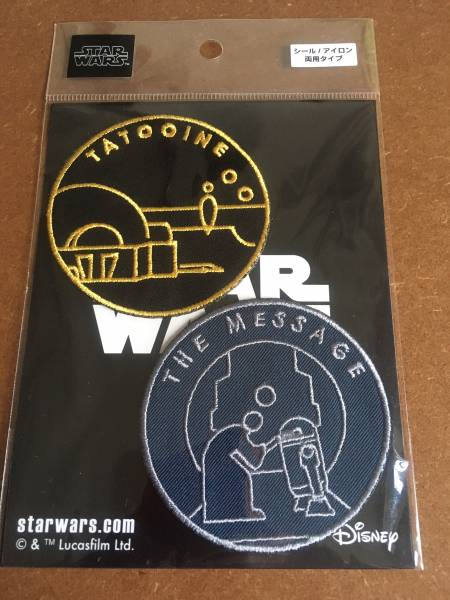 STAR
WARS
シール/アイロン
両用タイプ
TATOOINE
STAR
WARS
THE MESSAGE
starwars.com
© & ™ Lucasfilm Ltd.
Disney